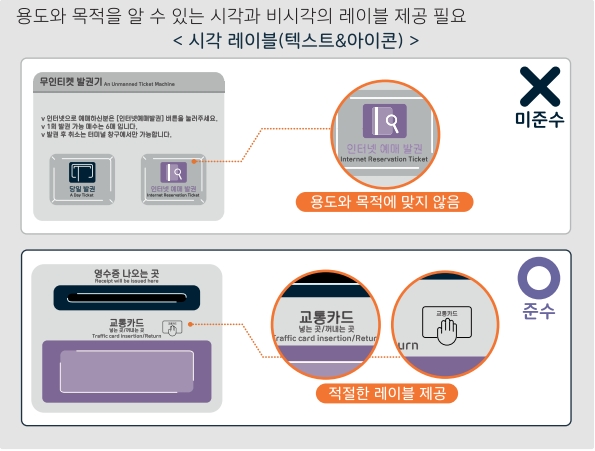 용도와 목적을 알 수 있는 시각과 비시각의 레이블 제공 필요
< 시각 레이블(텍스트&아이콘) >
무인티켓 발권기 An Unmanned Ticket Machine
v 인터넷으로 예매하신분은 [인터넷예매발권] 버튼을 눌러주세요.
v 1회 발권 가능 매수는 6매 입니다.
v 발권 후 취소는 터미널 창구에서만 가능합니다.
당일 발권
A Day Ticket
인터넷 예매 발권
Internet Reservation Ticket
인터넷 예매 발권
Internet Reservation Ticket
용도와 목적에 맞지 않음
미준수
영수증 나오는 곳
Receipt will be issued here
교통카드
넣는 곳/꺼내는 곳
Traffic card insertion/Return
교통카드
넣는 곳/꺼내는 곳
Traffic card insertion/Retur
교통카드
urn
적절한 레이블 제공
준수